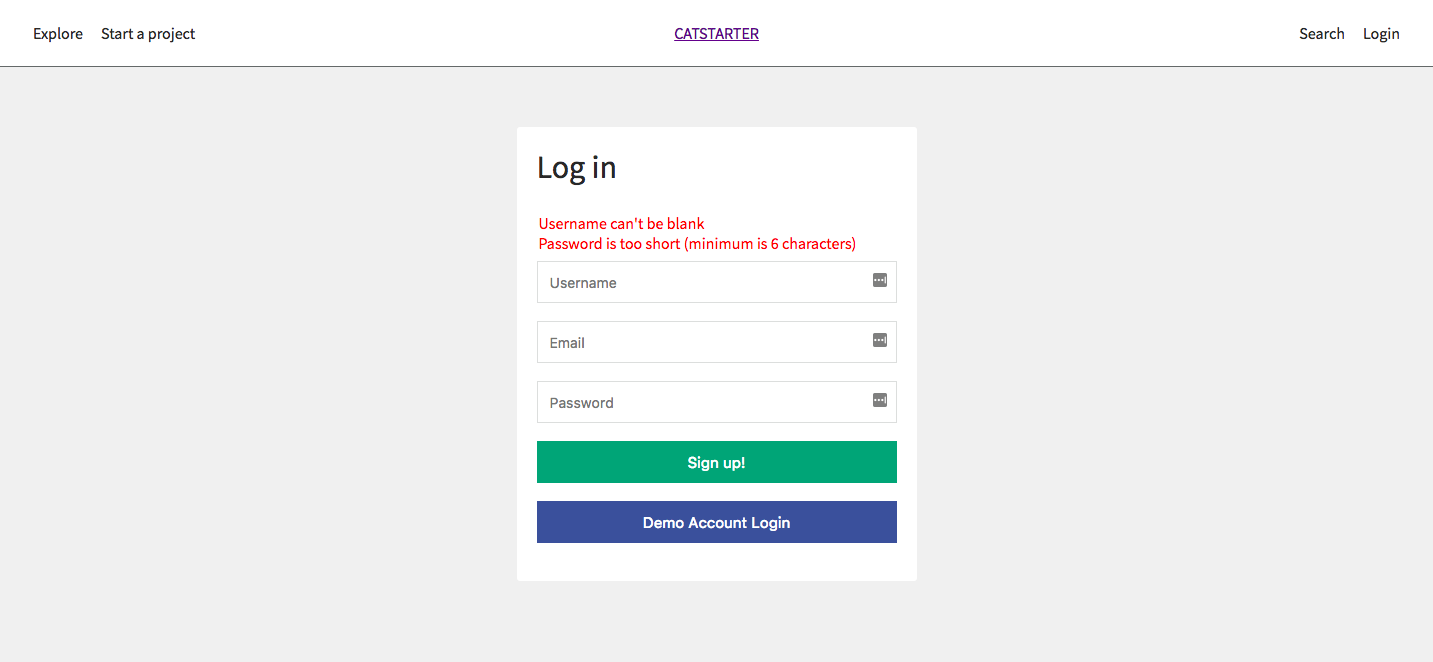 Explore Start a project CATSTARTER Search Login
Log in
Username can't be blank
Password is too short (minimum is 6 characters)
Username
Email
Password
Sign up!
Demo Account Login